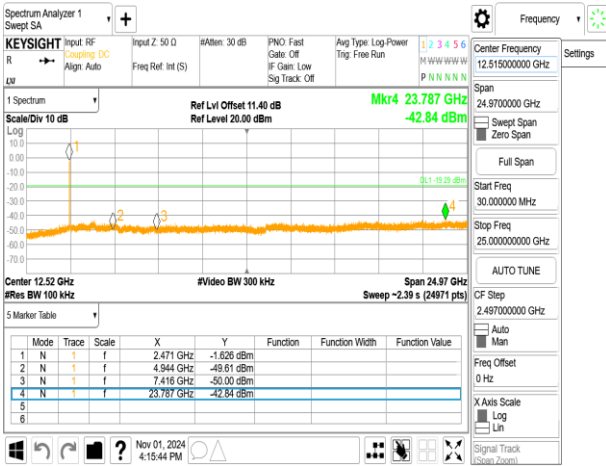 Spectrum Analyzer 1
Swept SA
+
Frequency
Settings
KEYSIGHT
R
Input: RF
Coupling: DC
Align: Auto
Input Z: 50 Ω
Freq Ref: Int (S)
#Atten: 30 dB
PNO: Fast
Gate: Off
IF Gain: Low
Sig Track: Off
Avg Type: Log-Power
Trig: Free Run
1 2 3 4 5 6
M W W W W W
P N N N N N
1 Spectrum
Scale/Div 10 dB
Ref Lvl Offset 11.40 dB
Ref Level 20.00 dBm
Mkr4 23.787 GHz
-42.84 dBm
Log
10.0
0.00
-10.0
-20.0
-30.0
-40.0
-50.0
-60.0
-70.0
1
2
3
4
Center 12.52 GHz
#Res BW 100 kHz
#Video BW 300 kHz
Span 24.97 GHz
Sweep ~2.39 s (24971 pts)
5 Marker Table
Mode Trace Scale X Y Function Function Width Function Value
1 N 1 f 2.471 GHz -1.626 dBm
2 N 1 f 4.944 GHz -49.61 dBm
3 N 1 f 7.416 GHz -50.00 dBm
4 N 1 f 23.787 GHz -42.84 dBm
5
6
Nov 01, 2024
4:15:44 PM
?
Center Frequency
12.515000000 GHz
Span
24.9700000 GHz
Swept Span
Zero Span
Full Span
Start Freq
30.000000 MHz
Stop Freq
25.000000000 GHz
AUTO TUNE
CF Step
2.497000000 GHz
Auto
Man
Freq Offset
0 Hz
X Axis Scale
Log
Lin
Signal Track
(Span Zoom)